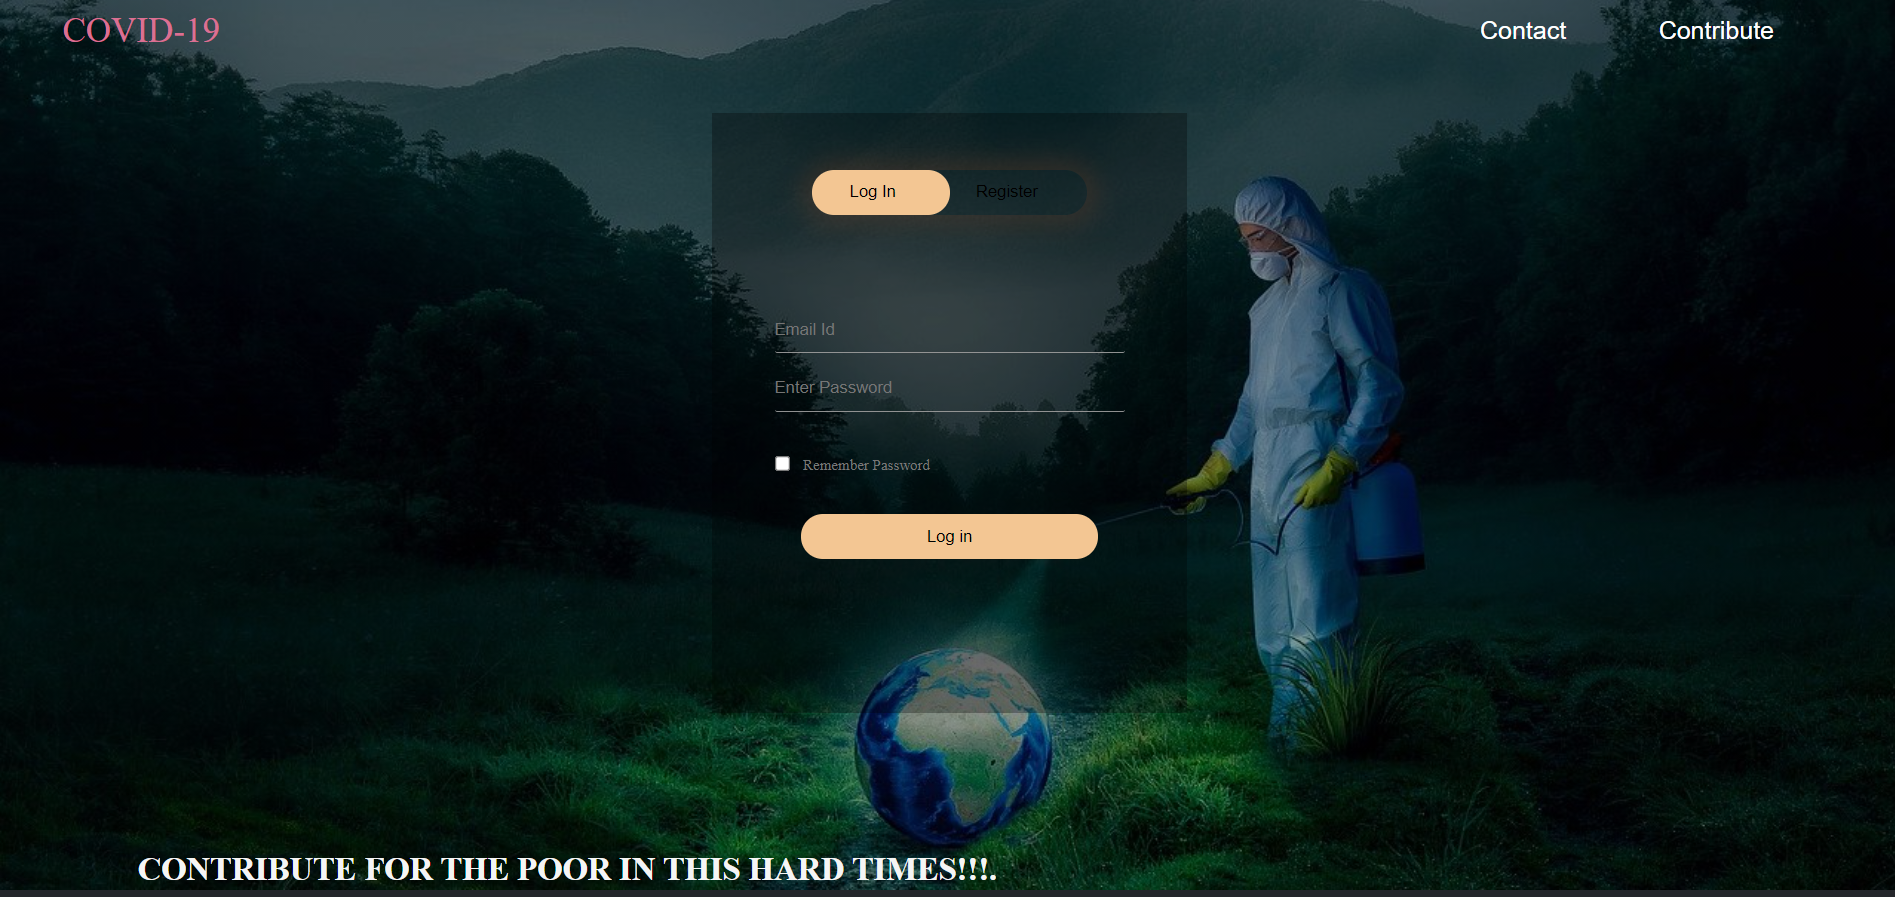 COVID-19
Contact
Contribute
Log In
Register
Email Id
Enter Password
Remember Password
Log in
CONTRIBUTE FOR THE POOR IN THIS HARD TIMES!!!.